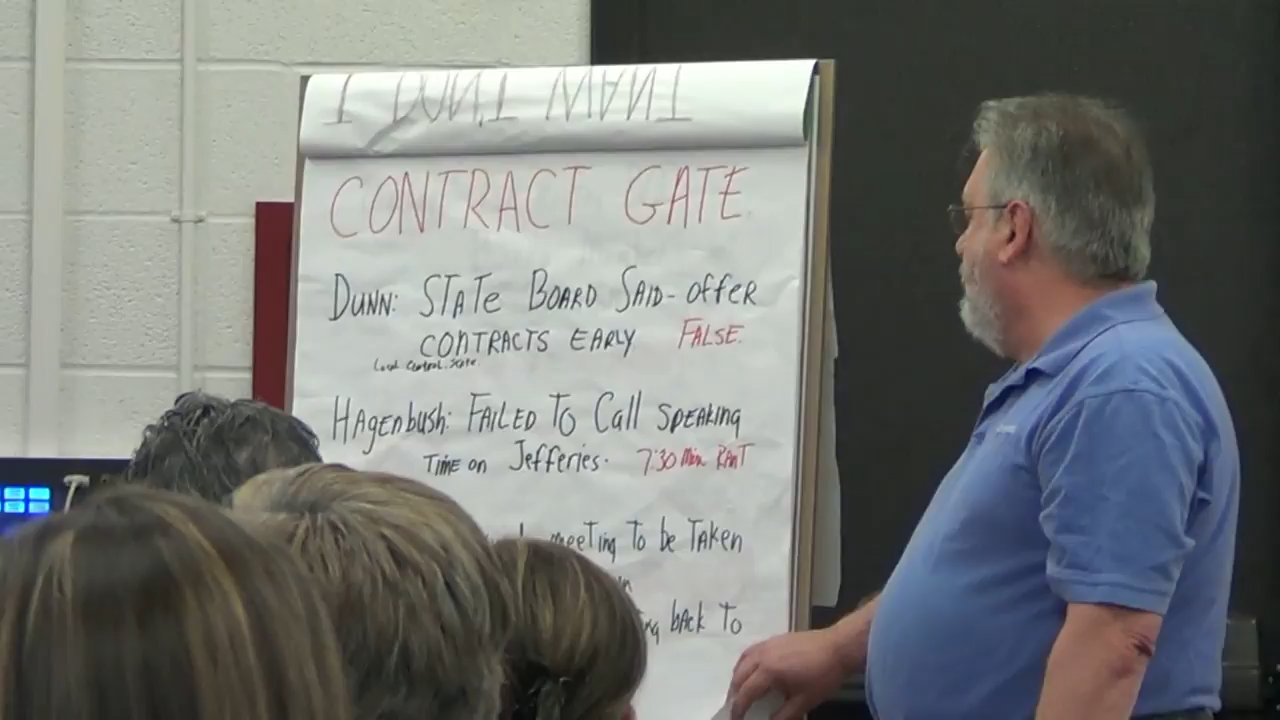 I DON'T WANT
CONTRACT GATE
DUNN: STATE BOARD SAID - OFFER
CONTRACTS EARLY FALSE.
Local Control. State.
HAGENBUSH: FAILED TO CALL SPEAKING
TIME ON JEFFERIES. 7:30 MIN. RANT
MEETING TO BE TAKEN
BACK TO